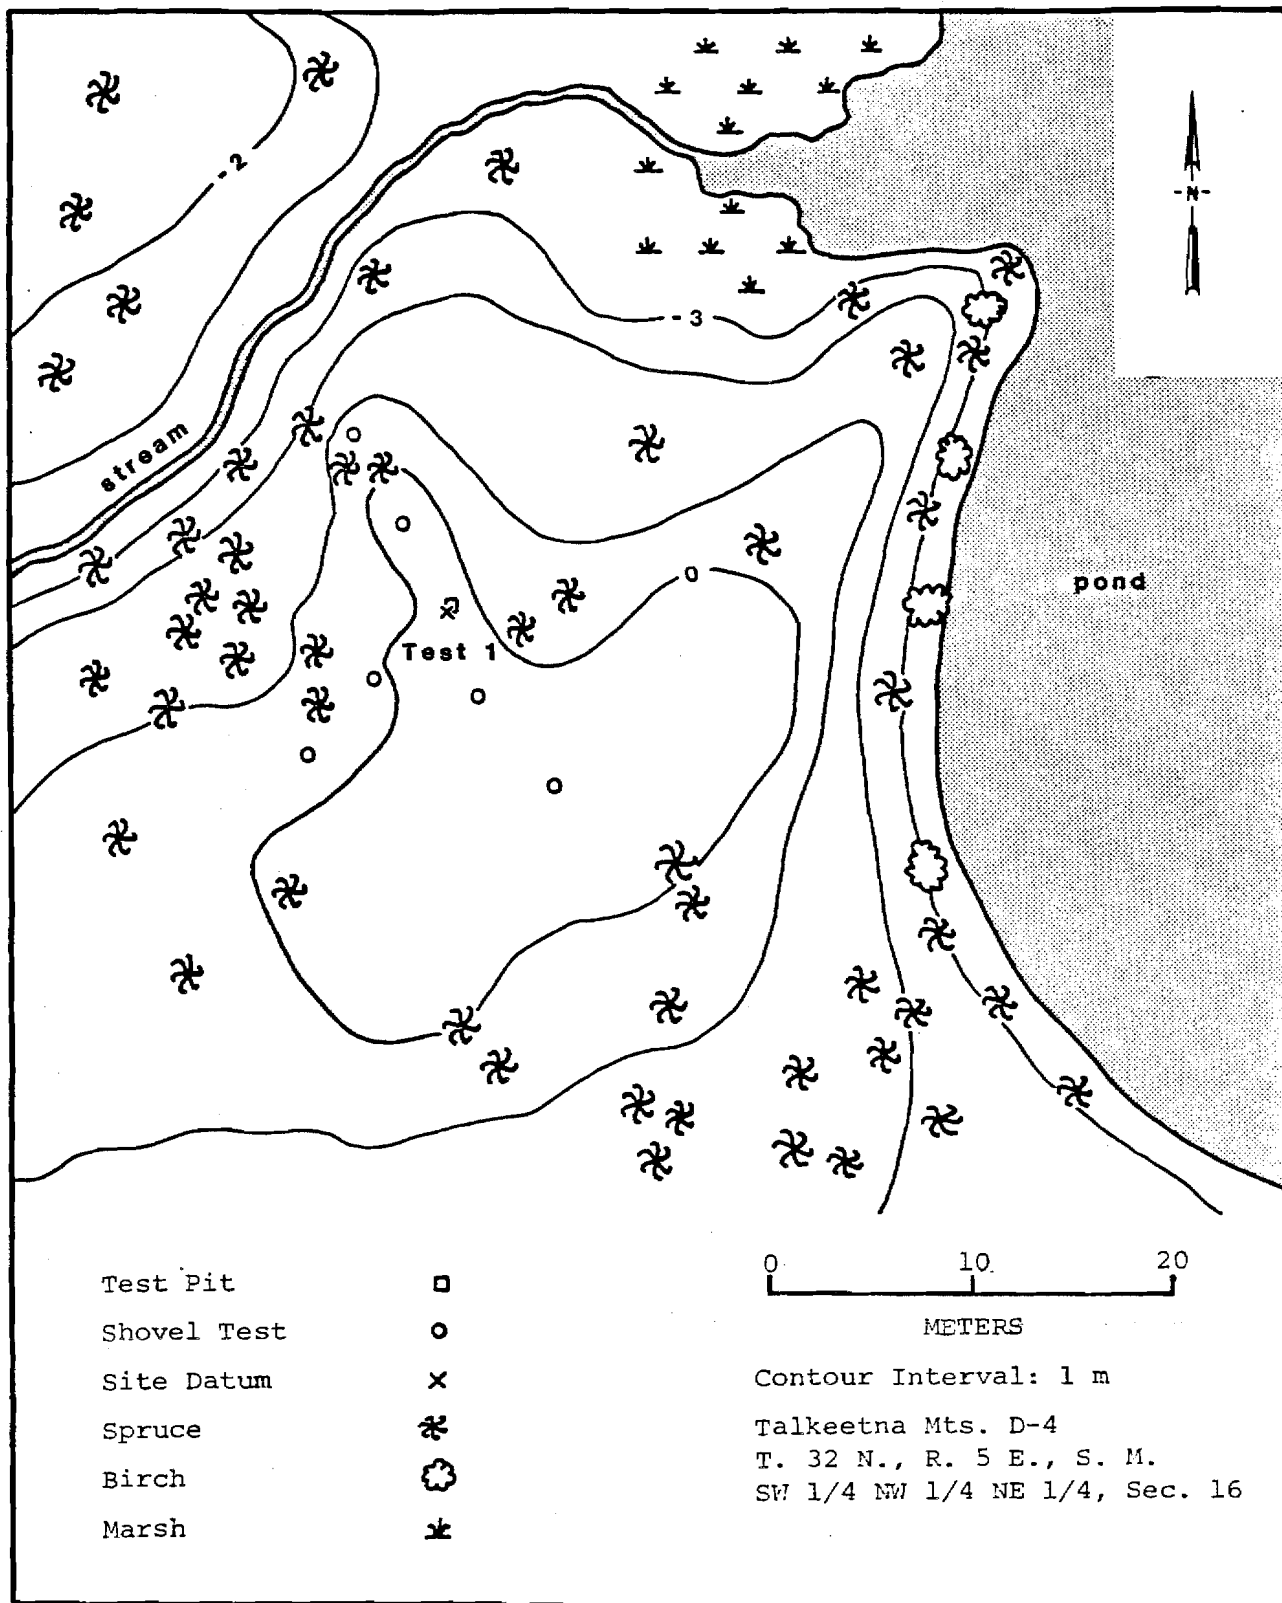 -2
-N-
-3
stream
0
pond
Test 1
Test Pit
Shovel Test
Site Datum
Spruce
Birch
Marsh
0 10 20
METERS
Contour Interval: 1 m
Talkeetna Mts. D-4
T. 32 N., R. 5 E., S. M.
SW 1/4 NW 1/4 NE 1/4, Sec. 16